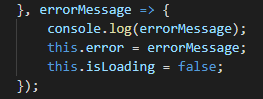 }, errorMessage => {
    console.log(errorMessage);
    this.error = errorMessage;
    this.isLoading = false;
});